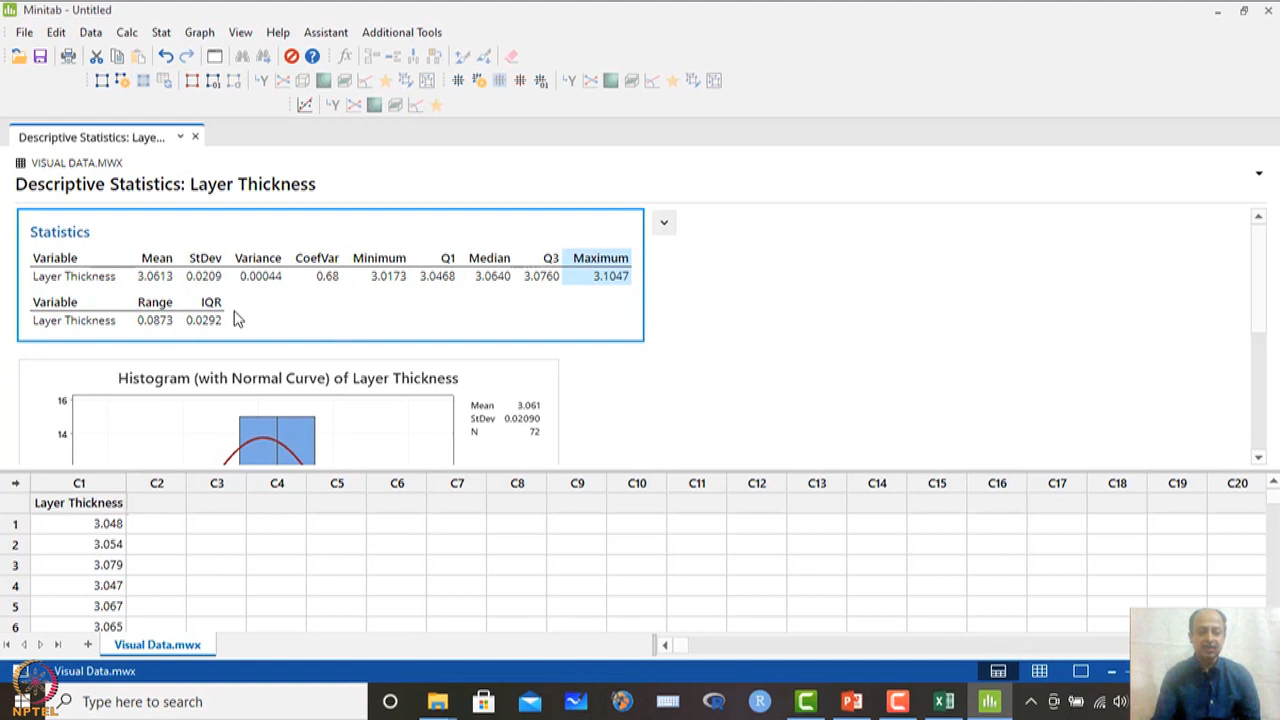 Minitab - Untitled
File Edit Data Calc Stat Graph View Help Assistant Additional Tools
Descriptive Statistics: Laye...
VISUAL DATA.MWX
Descriptive Statistics: Layer Thickness
Statistics
Variable Mean StDev Variance CoefVar Minimum Q1 Median Q3 Maximum
Layer Thickness 3.0613 0.0209 0.00044 0.68 3.0173 3.0468 3.0640 3.0760 3.1047
Variable Range IQR
Layer Thickness 0.0873 0.0292
Histogram (with Normal Curve) of Layer Thickness
16
14
Mean 3.061
StDev 0.02090
N 72
C1 C2 C3 C4 C5 C6 C7 C8 C9 C10 C11 C12 C13 C14 C15 C16 C17 C18 C19 C20
Layer Thickness
1 3.048
2 3.054
3 3.079
4 3.047
5 3.067
6 3.065
Visual Data.mwx
Visual Data.mwx
Type here to search
NPTEL